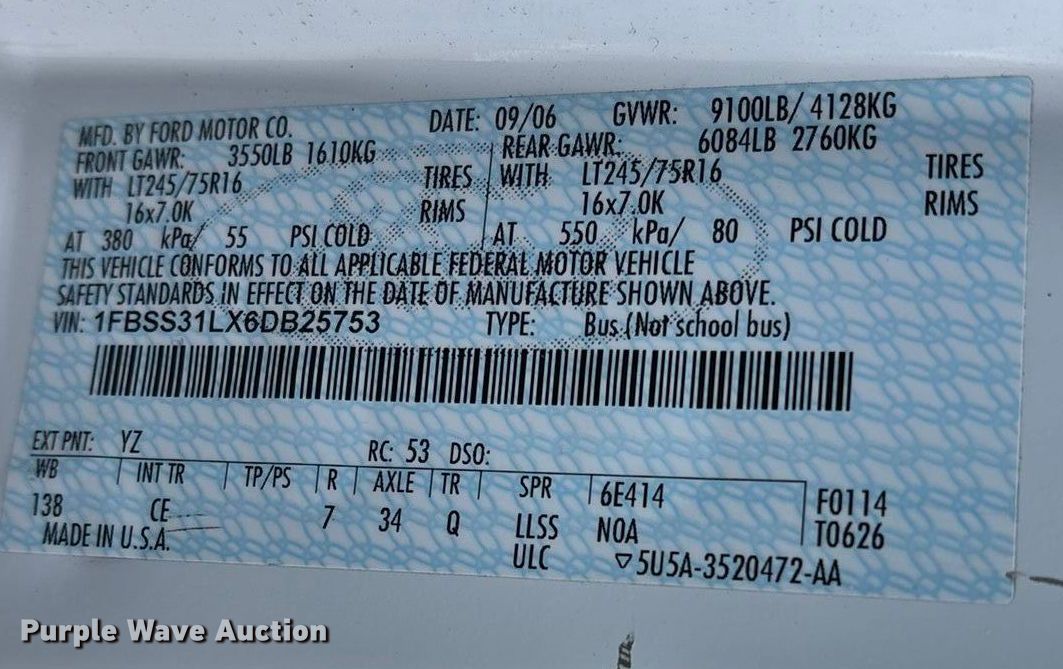 MFD. BY FORD MOTOR CO. DATE: 09/06 GVWR: 9100LB/ 4128KG
FRONT GAWR: 3550LB 1610KG REAR GAWR: 6084LB 2760KG
WITH LT245/75R16 TIRES WITH LT245/75R16 TIRES
16x7.0K RIMS 16x7.0K RIMS
AT 380 kPa/ 55 PSI COLD AT 550 kPa/ 80 PSI COLD
THIS VEHICLE CONFORMS TO ALL APPLICABLE FEDERAL MOTOR VEHICLE
SAFETY STANDARDS IN EFFECT ON THE DATE OF MANUFACTURE SHOWN ABOVE.
VIN: 1FBSS31LX6DB25753 TYPE: Bus (Not school bus)
EXT PNT: YZ RC: 53 DSO:
WB INT TR TP/PS R AXLE TR SPR 6E414 F0114
138 CE 7 34 Q LLSS NOA T0626
MADE IN U.S.A. ULC ▽5U5A-3520472-AA
Purple Wave Auction